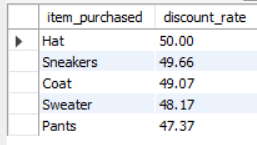 item_purchased discount_rate
Hat 50.00
Sneakers 49.66
Coat 49.07
Sweater 48.17
Pants 47.37